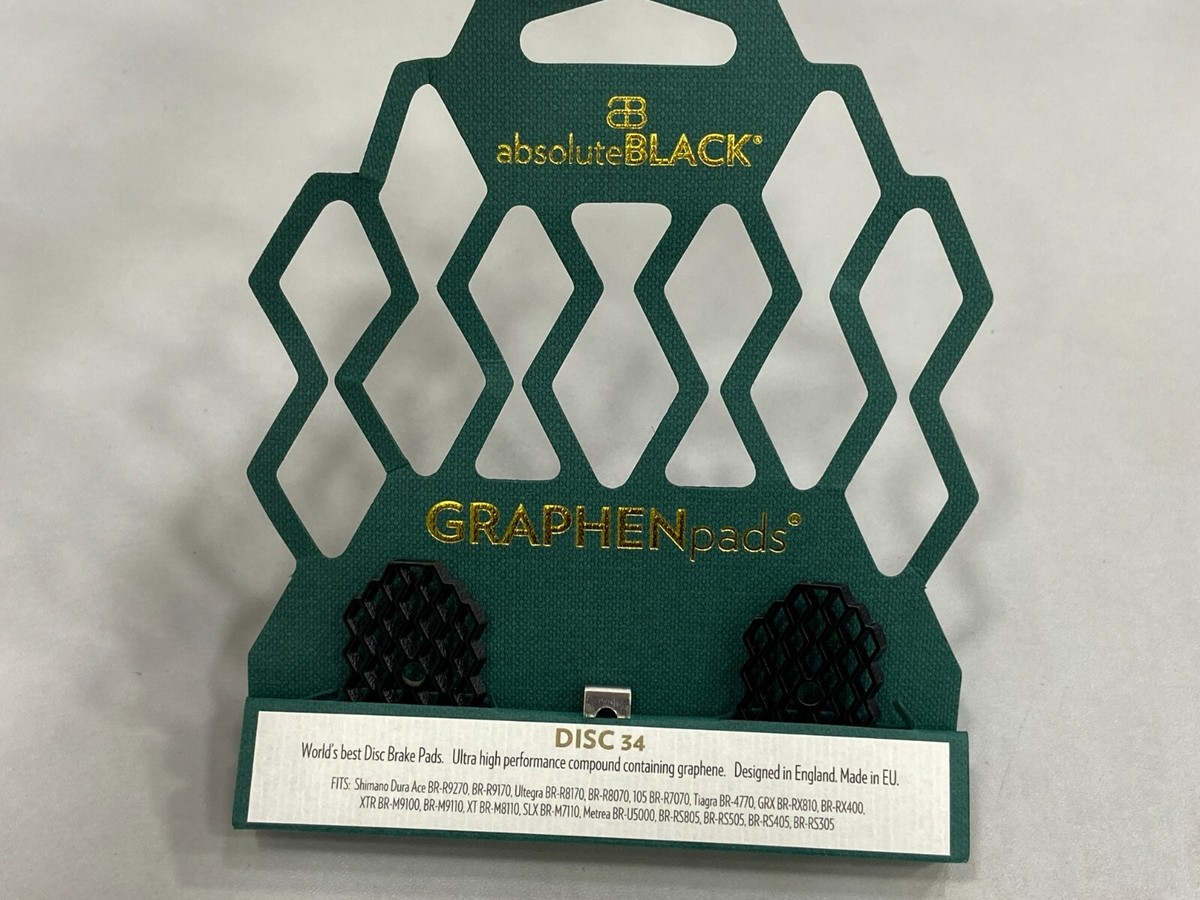 absoluteBLACK®
GRAPHENpads®
DISC 34
World's best Disc Brake Pads. Ultra high performance compound containing graphene. Designed in England. Made in EU.
FITS: Shimano Dura Ace BR-R9270, BR-R9170, Ultegra BR-R8170, BR-R8070, 105 BR-R7070, Tiagra BR-4770, GRX BR-RX810, BR-RX400,
XTR BR-M9100, BR-M9110, XT BR-M8110, SLX BR-M7110, Metrea BR-U5000, BR-RS805, BR-RS505, BR-RS405, BR-RS305